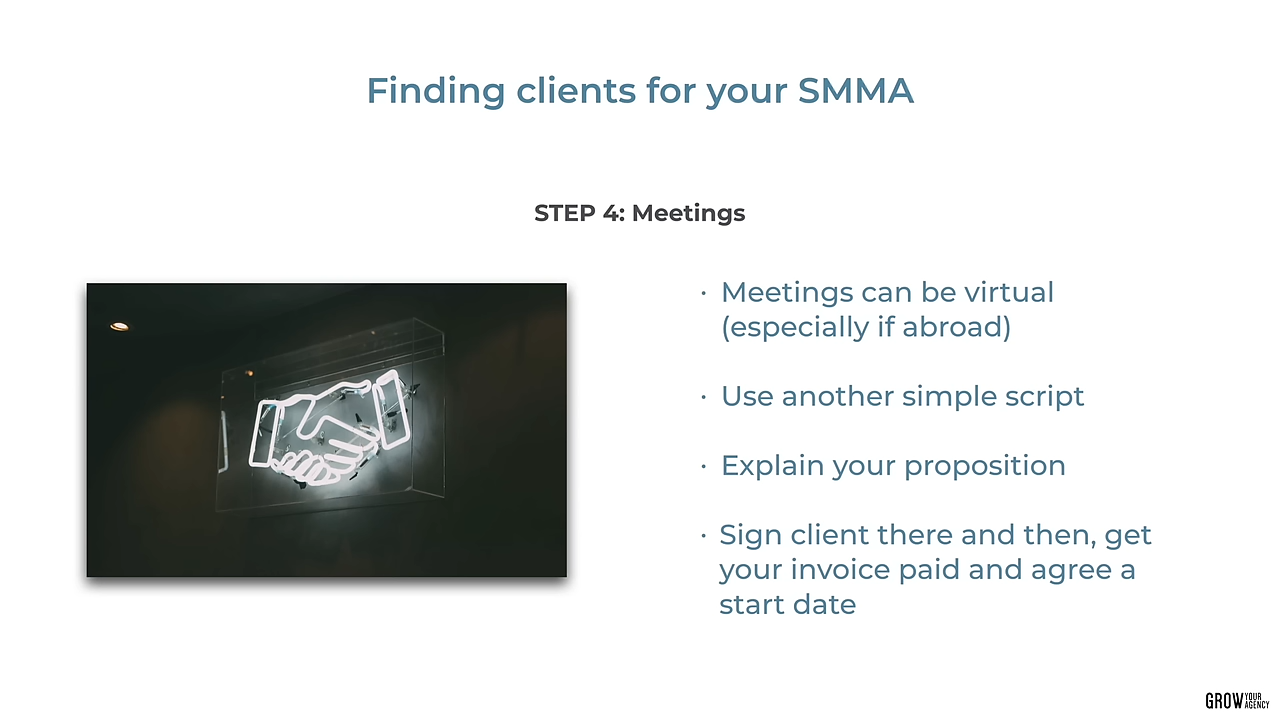 Finding clients for your SMMA
STEP 4: Meetings
· Meetings can be virtual
(especially if abroad)
· Use another simple script
· Explain your proposition
· Sign client there and then, get
your invoice paid and agree a
start date
GROW YOUR
AGENCY